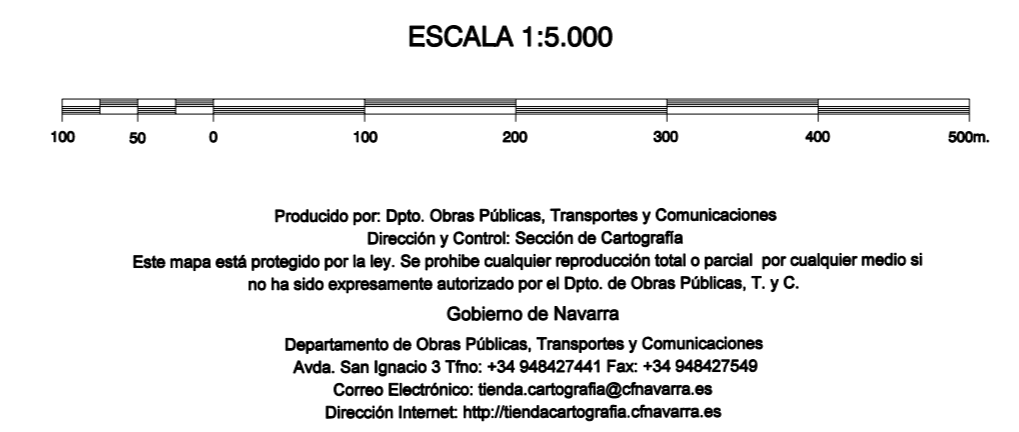 ESCALA 1:5.000
100 50 0 100 200 300 400 500m.
Producido por: Dpto. Obras Públicas, Transportes y Comunicaciones
Dirección y Control: Sección de Cartografía
Este mapa está protegido por la ley. Se prohibe cualquier reproducción total o parcial por cualquier medio si
no ha sido expresamente autorizado por el Dpto. de Obras Públicas, T. y C.
Gobierno de Navarra
Departamento de Obras Públicas, Transportes y Comunicaciones
Avda. San Ignacio 3 Tfno: +34 948427441 Fax: +34 948427549
Correo Electrónico: tienda.cartografia@cfnavarra.es
Dirección Internet: http://tiendacartografia.cfnavarra.es